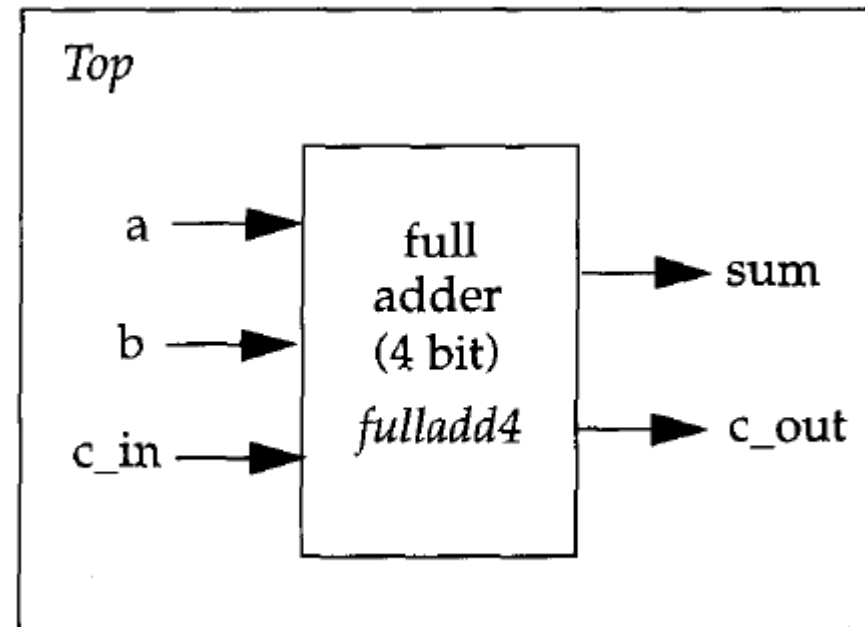 Top
a
b
c_in
full
adder
(4 bit)
fulladd4
sum
c_out